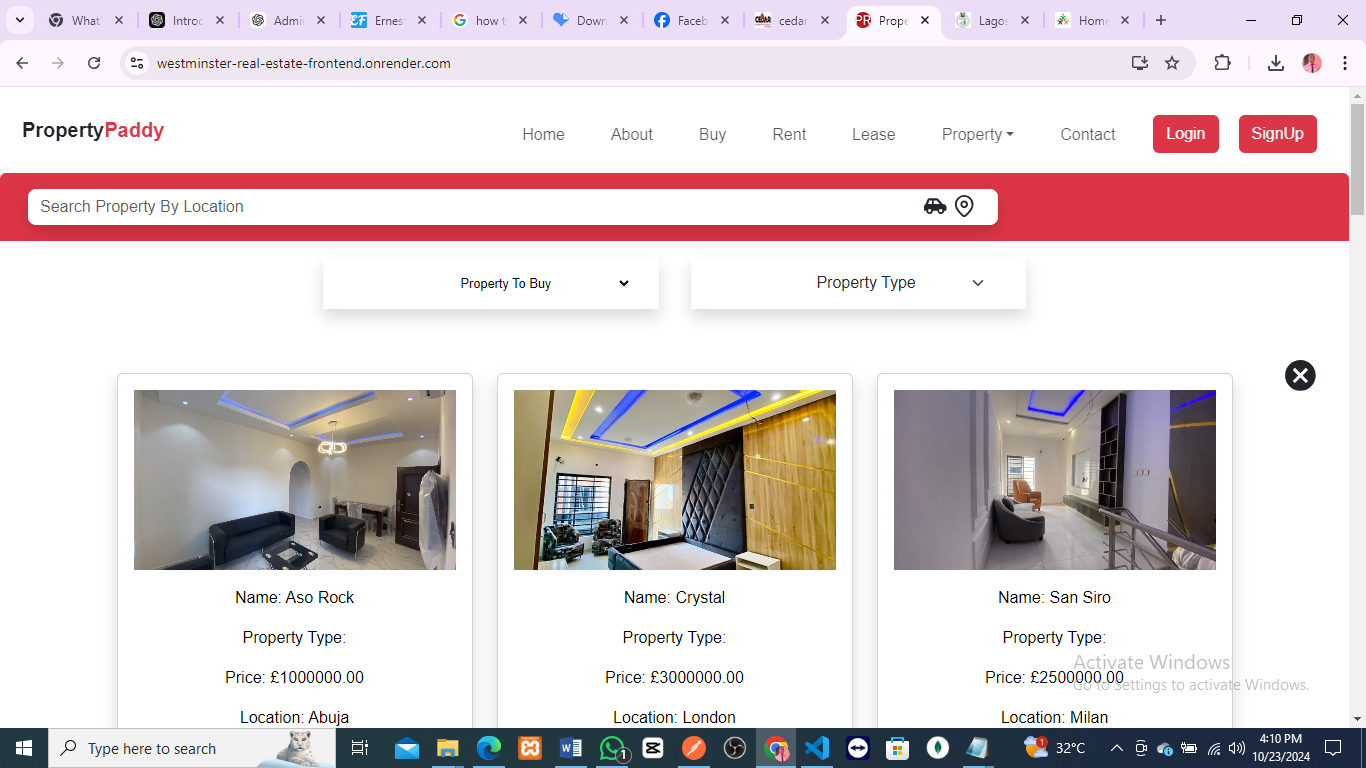 What'
Introc
Admi
Ernes
how t
Down
Faceb
cedar
Prope
Lagos
Home
westminster-real-estate-frontend.onrender.com
PropertyPaddy
Home About Buy Rent Lease Property Contact Login SignUp
Search Property By Location
Property To Buy Property Type
Name: Aso Rock
Property Type:
Price: £1000000.00
Location: Abuja
Name: Crystal
Property Type:
Price: £3000000.00
Location: London
Name: San Siro
Property Type:
Price: £2500000.00
Location: Milan
Activate Windows
Go to Settings to activate Windows.
Type here to search
1
1
32°C
4:10 PM
10/23/2024